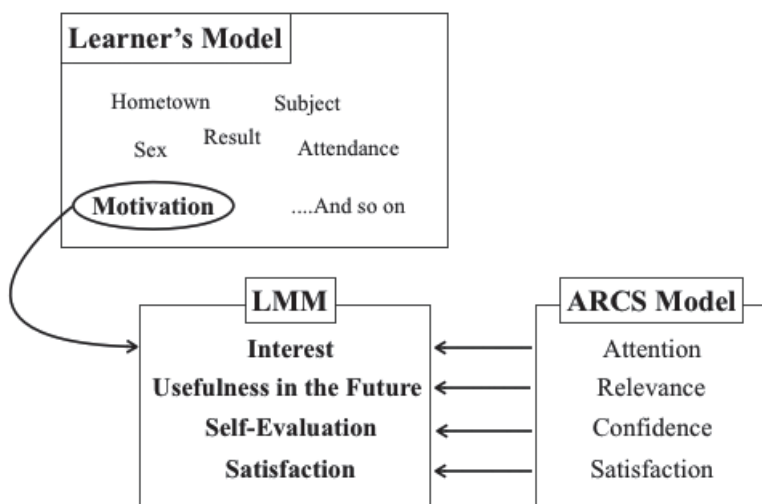 Learner's Model
Hometown Subject
Sex Result Attendance
Motivation ....And so on
LMM ARCS Model
Interest Attention
Usefulness in the Future Relevance
Self-Evaluation Confidence
Satisfaction Satisfaction